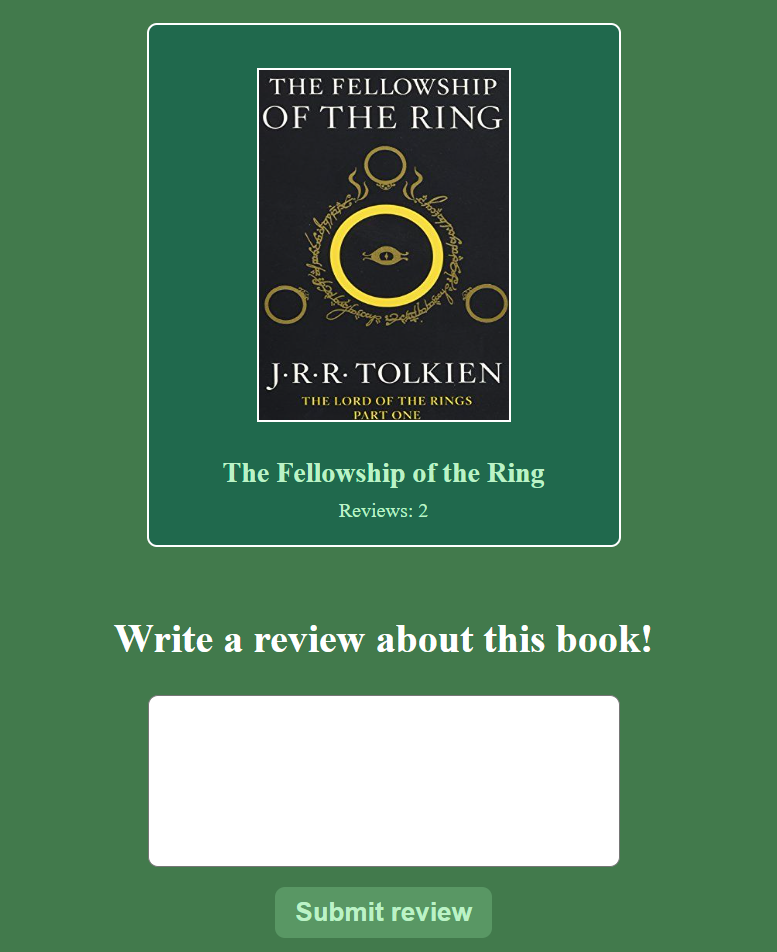 THE FELLOWSHIP
OF THE RING
J·R·R· TOLKIEN
THE LORD OF THE RINGS
PART ONE
The Fellowship of the Ring
Reviews: 2
Write a review about this book!
Submit review